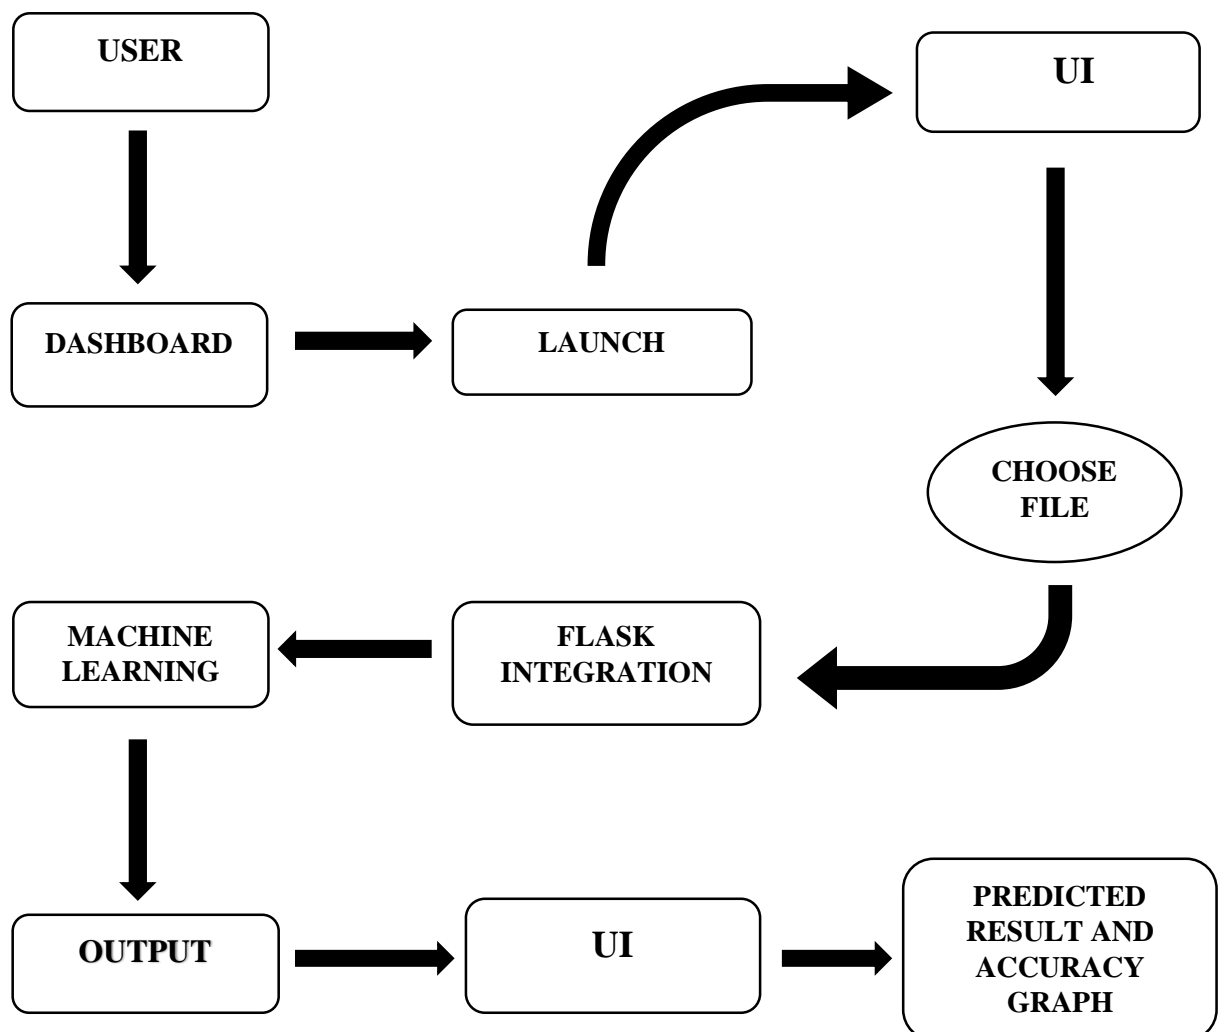 USER
UI
DASHBOARD
LAUNCH
CHOOSE
FILE
MACHINE
LEARNING
FLASK
INTEGRATION
OUTPUT
UI
PREDICTED
RESULT AND
ACCURACY
GRAPH